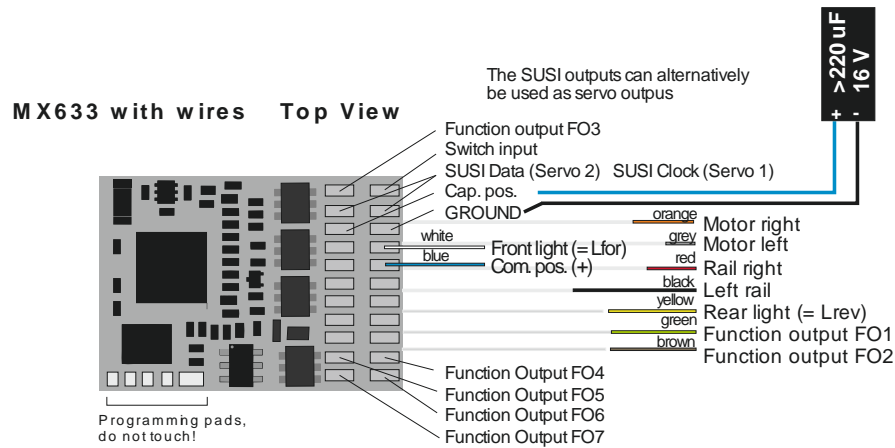 The SUSI outputs can alternatively
be used as servo outpus
>220 uF
16 V
+ -
MX633 with wires Top View
Function output FO3
Switch input
SUSI Data (Servo 2) SUSI Clock (Servo 1)
Cap. pos.
GROUND
orange
Motor right
white
grey
Motor left
Front light (= Lfor)
blue
Com. pos. (+)
red
Rail right
black
Left rail
yellow
Rear light (= Lrev)
green
Function output FO1
brown
Function output FO2
Function Output FO4
Function Output FO5
Function Output FO6
Function Output FO7
Programming pads,
do not touch!